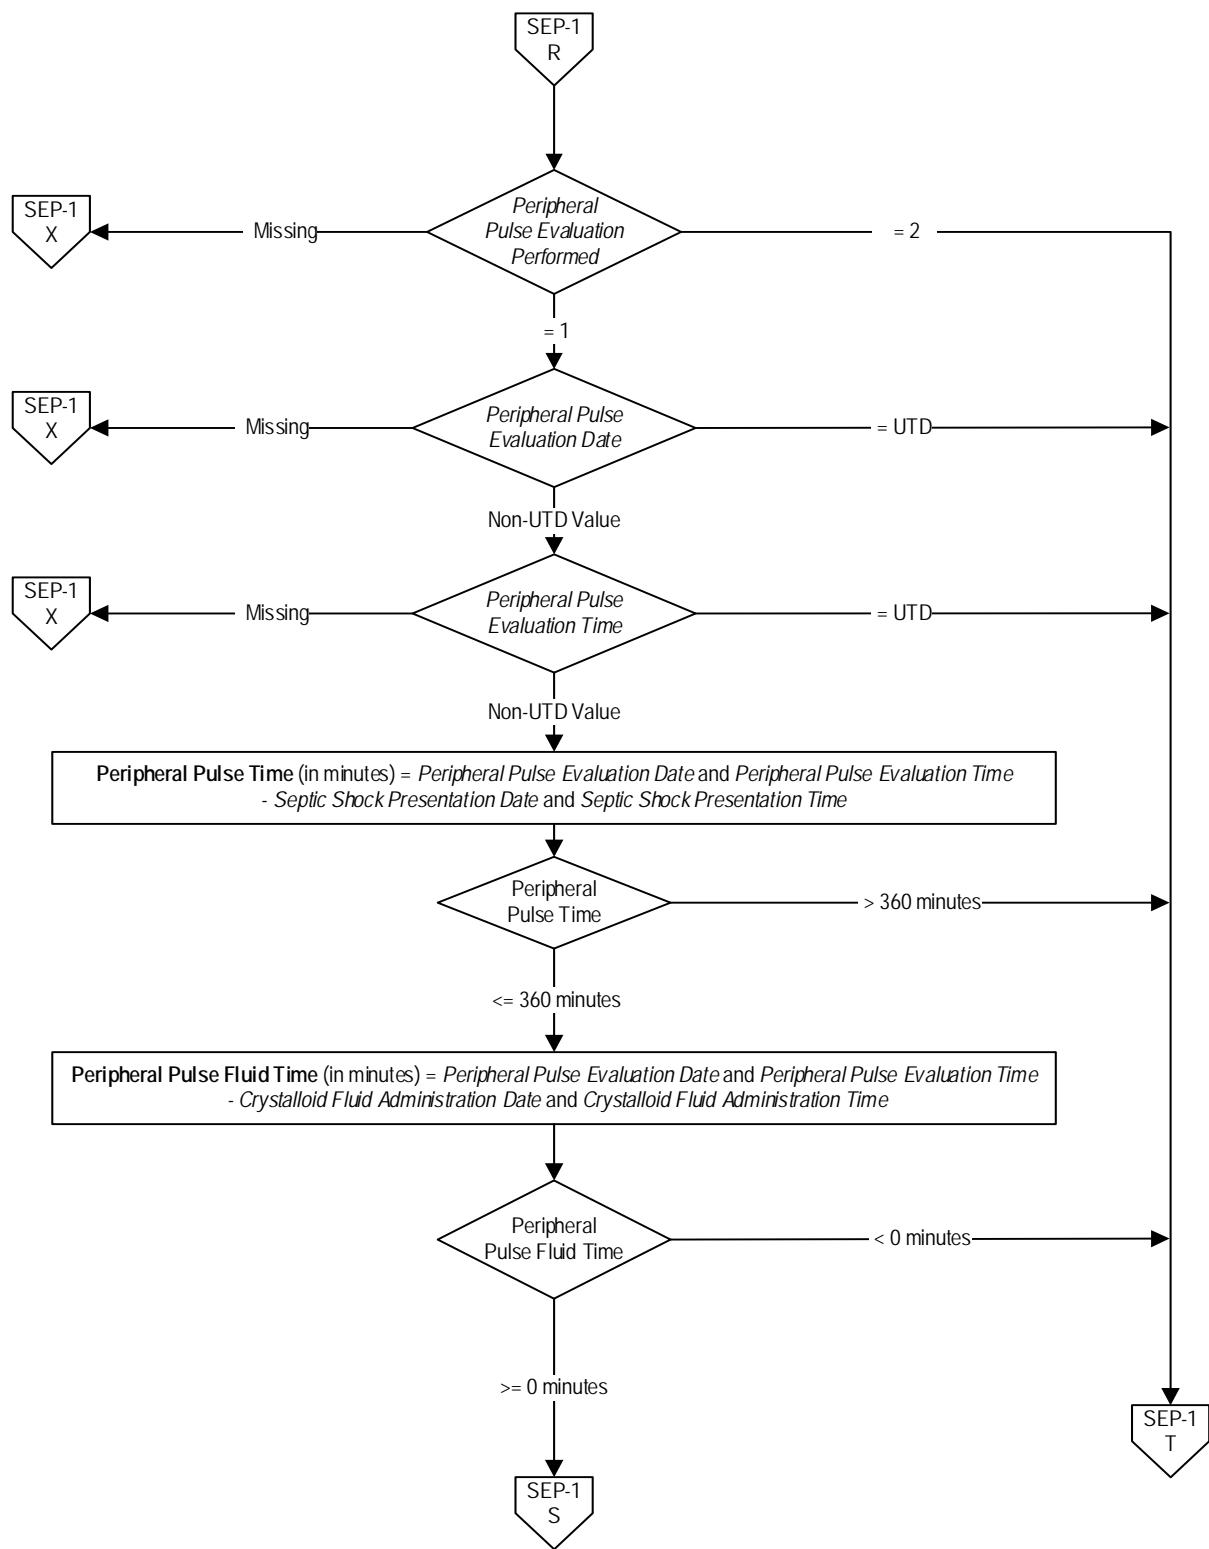 SEP-1
R
Peripheral
Pulse Evaluation
Performed
SEP-1
X
Missing
= 2
= 1
SEP-1
X
Missing
Peripheral Pulse
Evaluation Date
= UTD
Non-UTD Value
SEP-1
X
Missing
Peripheral Pulse
Evaluation Time
= UTD
Non-UTD Value
Peripheral Pulse Time (in minutes) = Peripheral Pulse Evaluation Date and Peripheral Pulse Evaluation Time
- Septic Shock Presentation Date and Septic Shock Presentation Time
Peripheral
Pulse Time
> 360 minutes
<= 360 minutes
Peripheral Pulse Fluid Time (in minutes) = Peripheral Pulse Evaluation Date and Peripheral Pulse Evaluation Time
- Crystalloid Fluid Administration Date and Crystalloid Fluid Administration Time
Peripheral
Pulse Fluid Time
< 0 minutes
>= 0 minutes
SEP-1
T
SEP-1
S